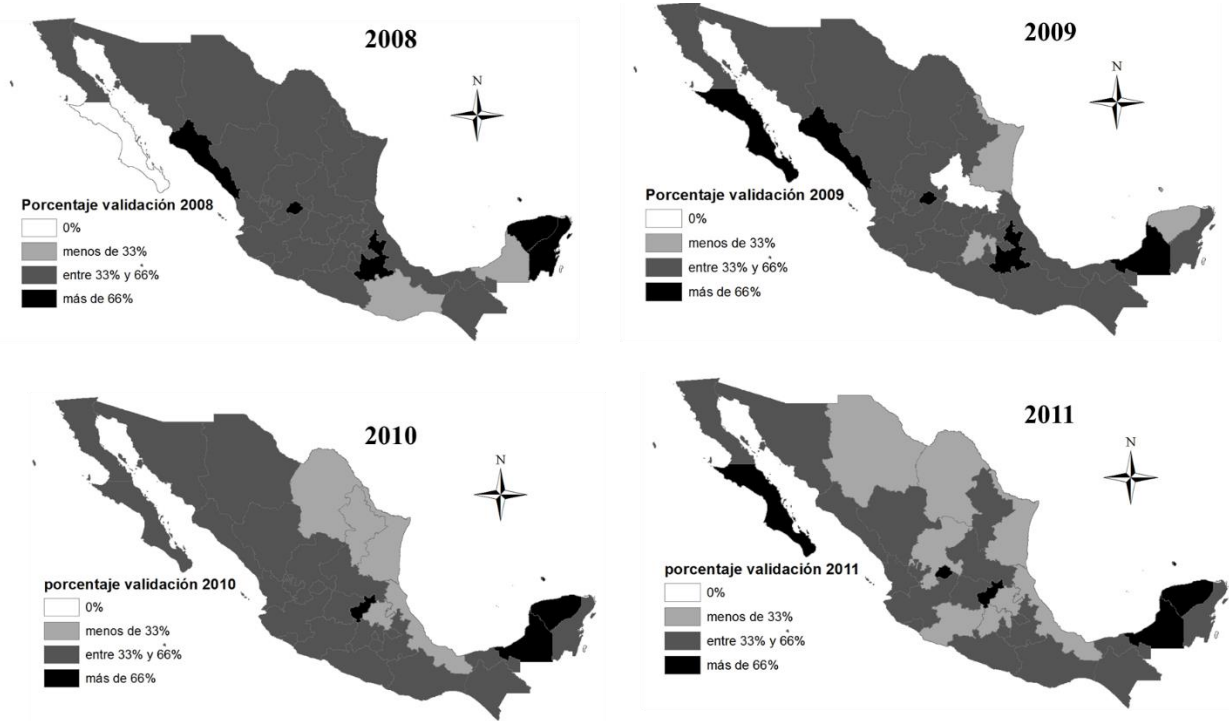 2008
N
Porcentaje validación 2008
0%
menos de 33%
entre 33% y 66%
más de 66%
2009
N
Porcentaje validación 2009
0%
menos de 33%
entre 33% y 66%
más de 66%
2010
N
porcentaje validación 2010
0%
menos de 33%
entre 33% y 66%
más de 66%
2011
N
porcentaje validación 2011
0%
menos de 33%
entre 33% y 66%
más de 66%